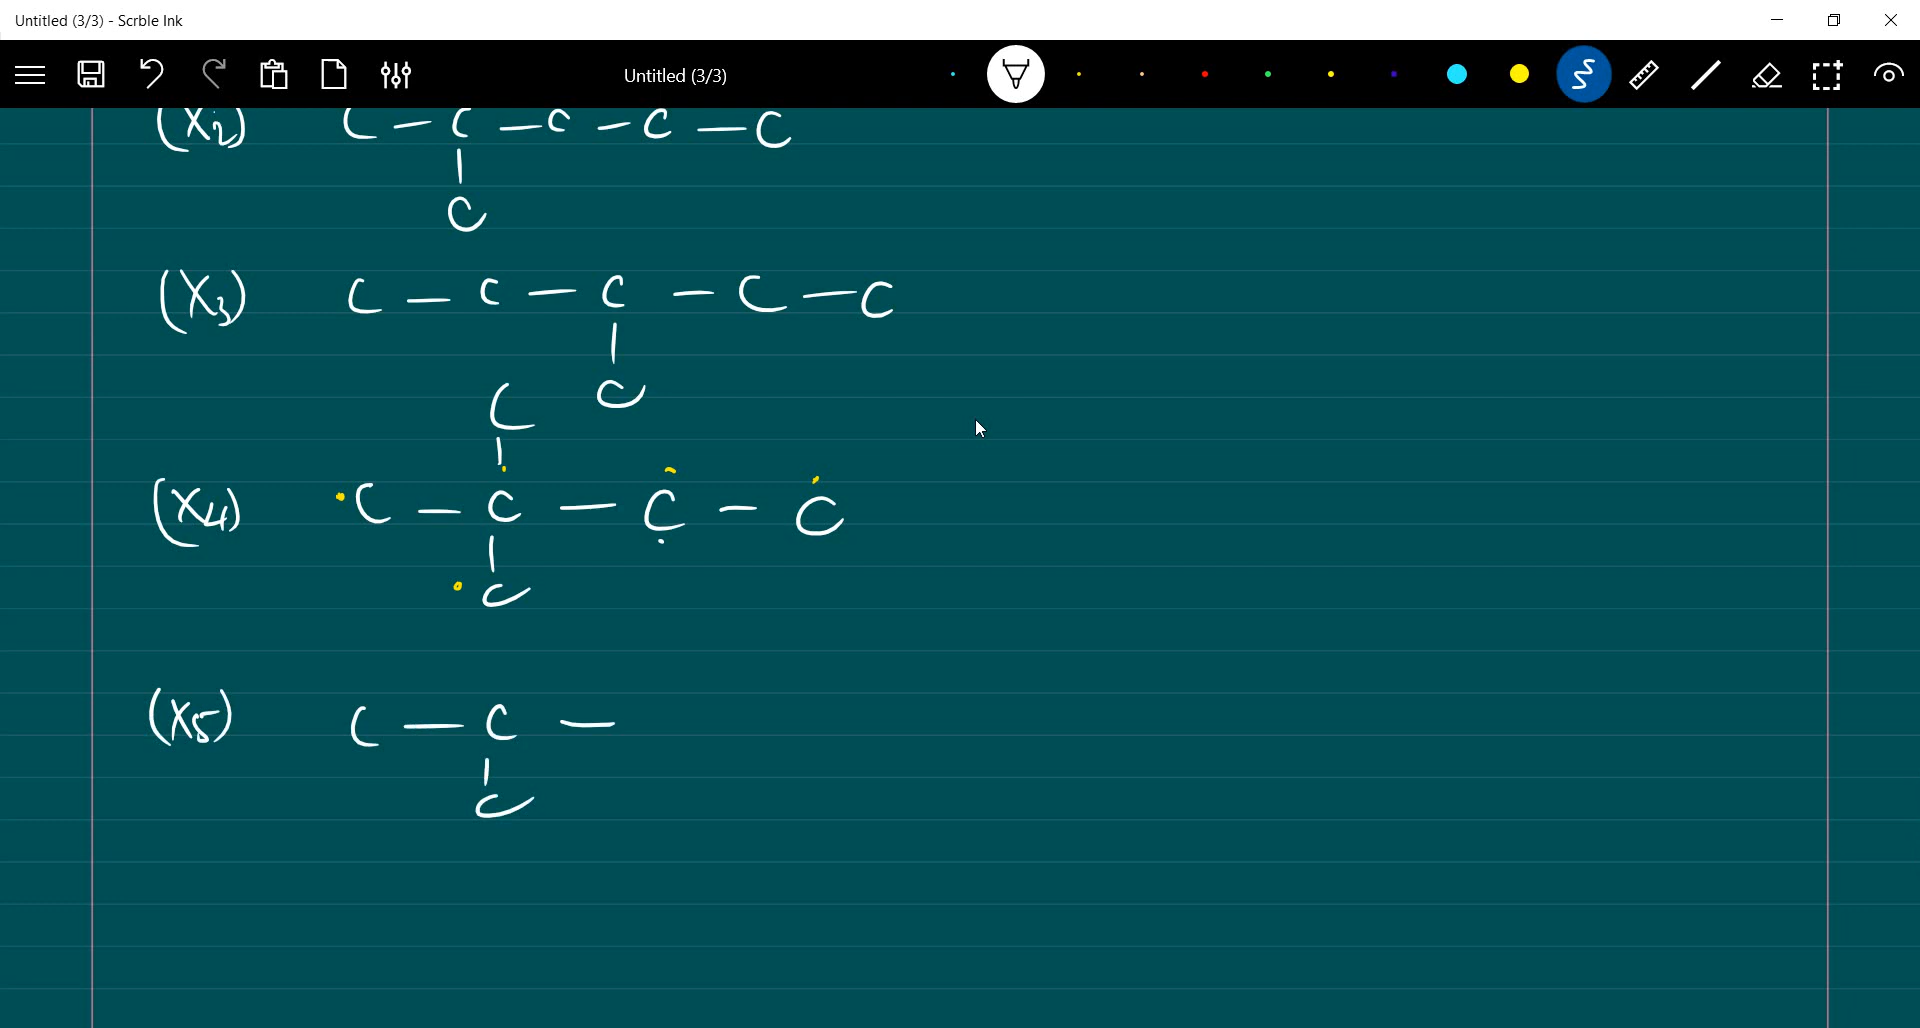 Untitled (3/3) - Scrble Ink
Untitled (3/3)
(X2) C - C - C - C - C
|
C
(X3) C - C - C - C - C
|
C
C
|
(X4) C - C - C - C
|
C
(X5) C - C -
|
C